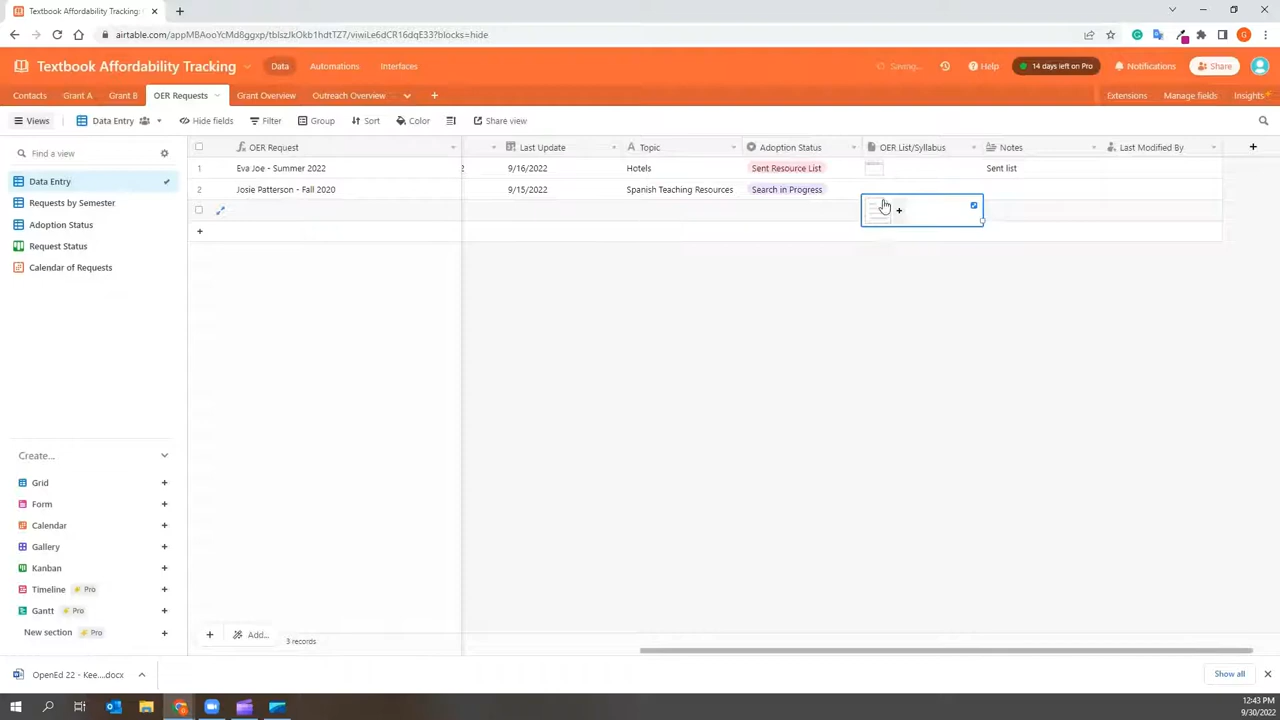 Textbook Affordability Tracking:
airtable.com/appMBAooYcMd8ggxp/tblszJkOkb1hdtTZ7/viwiLe6dCR16dqE33?blocks=hide
Textbook Affordability Tracking
Data
Automations
Interfaces
Saving...
Help
14 days left on Pro
Notifications
Share
Contacts
Grant A
Grant B
OER Requests
Grant Overview
Outreach Overview
Extensions
Manage fields
Insights
Views
Data Entry
Hide fields
Filter
Group
Sort
Color
Share view
Find a view
Data Entry
Requests by Semester
Adoption Status
Request Status
Calendar of Requests
OER Request
Last Update
Topic
Adoption Status
OER List/Syllabus
Notes
Last Modified By
1 Eva Joe - Summer 2022 2 9/16/2022 Hotels Sent Resource List Sent list
2 Josie Patterson - Fall 2020 9/15/2022 Spanish Teaching Resources Search in Progress
Create...
Grid
Form
Calendar
Gallery
Kanban
Timeline Pro
Gantt Pro
New section Pro
Add...
3 records
OpenEd 22 - Kee....docx
Show all
12:43 PM
9/30/2022